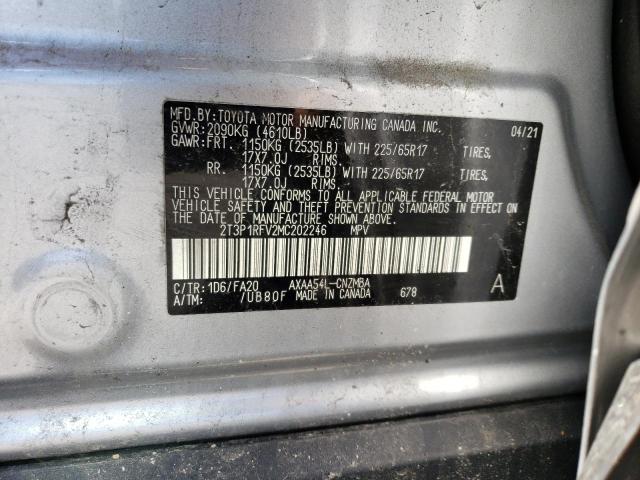 MFD.BY:TOYOTA MOTOR MANUFACTURING CANADA INC. 04/21
GVWR:2090KG (4610LB)
GAWR:FRT. 1150KG (2535LB) WITH 225/65R17 TIRES,
17X7.0J RIMS.
RR. 1150KG (2535LB) WITH 225/65R17 TIRES,
17X7.0J RIMS.
THIS VEHICLE CONFORMS TO ALL APPLICABLE FEDERAL MOTOR
VEHICLE SAFETY AND THEFT PREVENTION STANDARDS IN EFFECT ON
DATE OF MANUFACTURE SHOWN ABOVE.
2T3P1RFV2MC202246 MPV
C/TR:1D6/FA20 AXAA54L-CNZMBA A
A/TM: /UB80F MADE IN CANADA 678